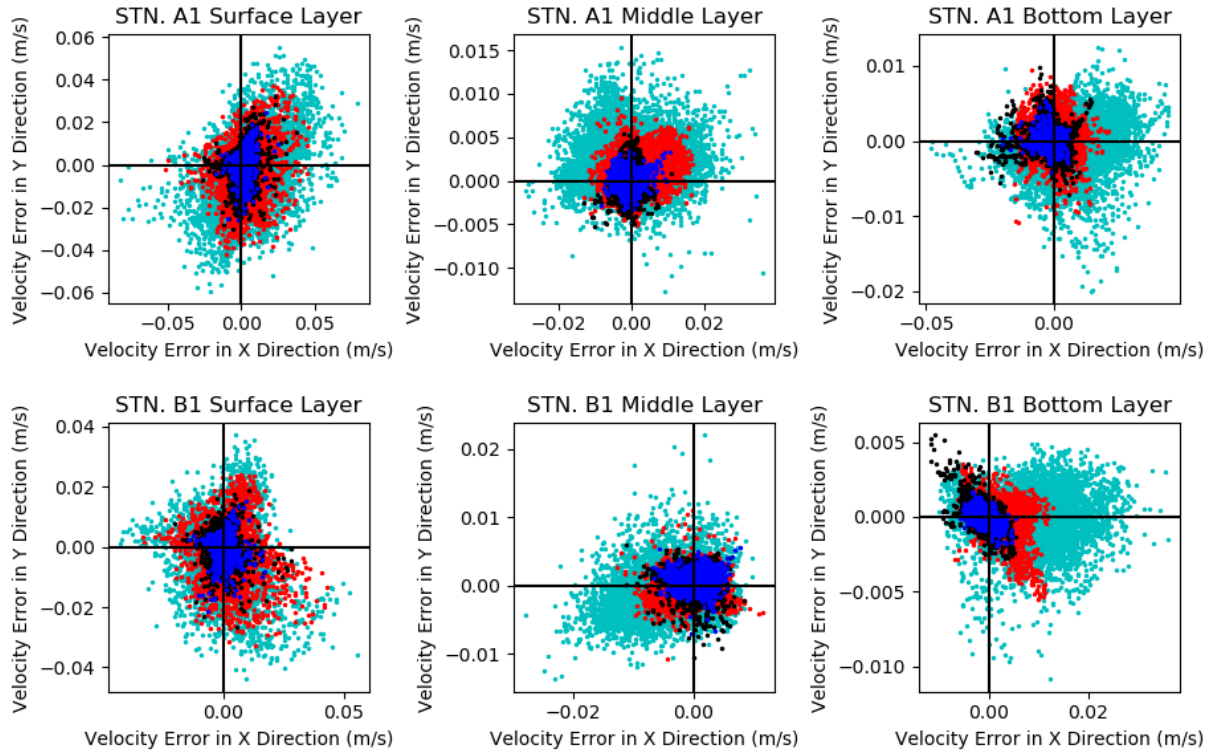 STN. A1 Surface Layer
Velocity Error in Y Direction (m/s)
0.06
0.04
0.02
0.00
−0.02
−0.04
−0.06
−0.05
0.00
0.05
Velocity Error in X Direction (m/s)
STN. A1 Middle Layer
Velocity Error in Y Direction (m/s)
0.015
0.010
0.005
0.000
−0.005
−0.010
−0.02
0.00
0.02
Velocity Error in X Direction (m/s)
STN. A1 Bottom Layer
Velocity Error in Y Direction (m/s)
0.01
0.00
−0.01
−0.02
−0.05
0.00
Velocity Error in X Direction (m/s)
STN. B1 Surface Layer
Velocity Error in Y Direction (m/s)
0.04
0.02
0.00
−0.02
−0.04
0.00
0.05
Velocity Error in X Direction (m/s)
STN. B1 Middle Layer
Velocity Error in Y Direction (m/s)
0.02
0.01
0.00
−0.01
−0.02
0.00
Velocity Error in X Direction (m/s)
STN. B1 Bottom Layer
Velocity Error in Y Direction (m/s)
0.005
0.000
−0.005
−0.010
0.00
0.02
Velocity Error in X Direction (m/s)